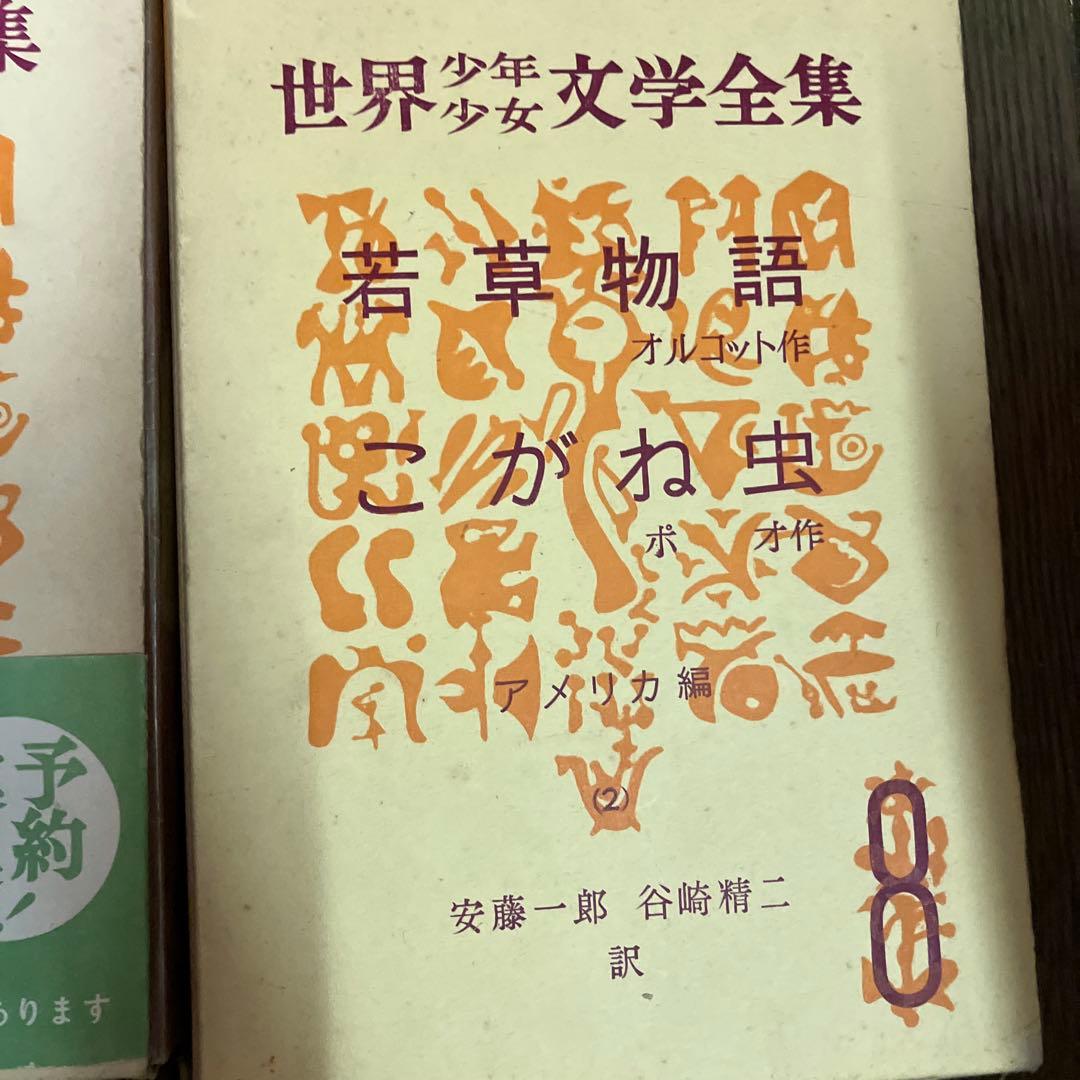 世界少年少女文学全集
若草物語
オルコット作
こがね虫
ポオ作
アメリカ編
(2)
8
安藤一郎 谷崎精二
訳
集
予約
あります